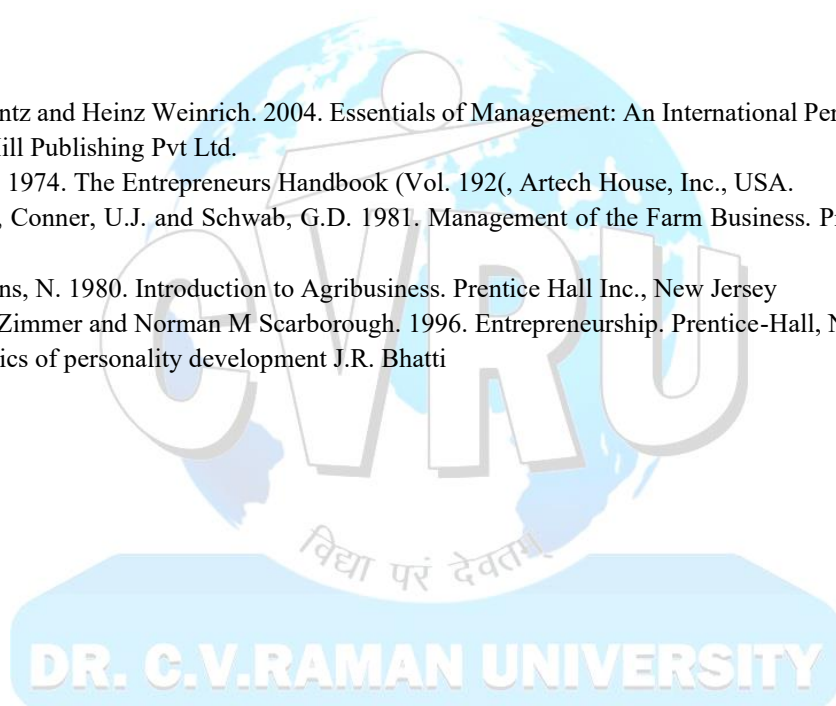 ntz and Heinz Weinrich. 2004. Essentials of Management: An International Per
ill Publishing Pvt Ltd.
1974. The Entrepreneurs Handbook (Vol. 192(, Artech House, Inc., USA.
, Conner, U.J. and Schwab, G.D. 1981. Management of the Farm Business. P
ns, N. 1980. Introduction to Agribusiness. Prentice Hall Inc., New Jersey
Zimmer and Norman M Scarborough. 1996. Entrepreneurship. Prentice-Hall, N
ics of personality development J.R. Bhatti
CVRU
विद्या परं देवतम्
DR. C.V.RAMAN UNIVERSITY